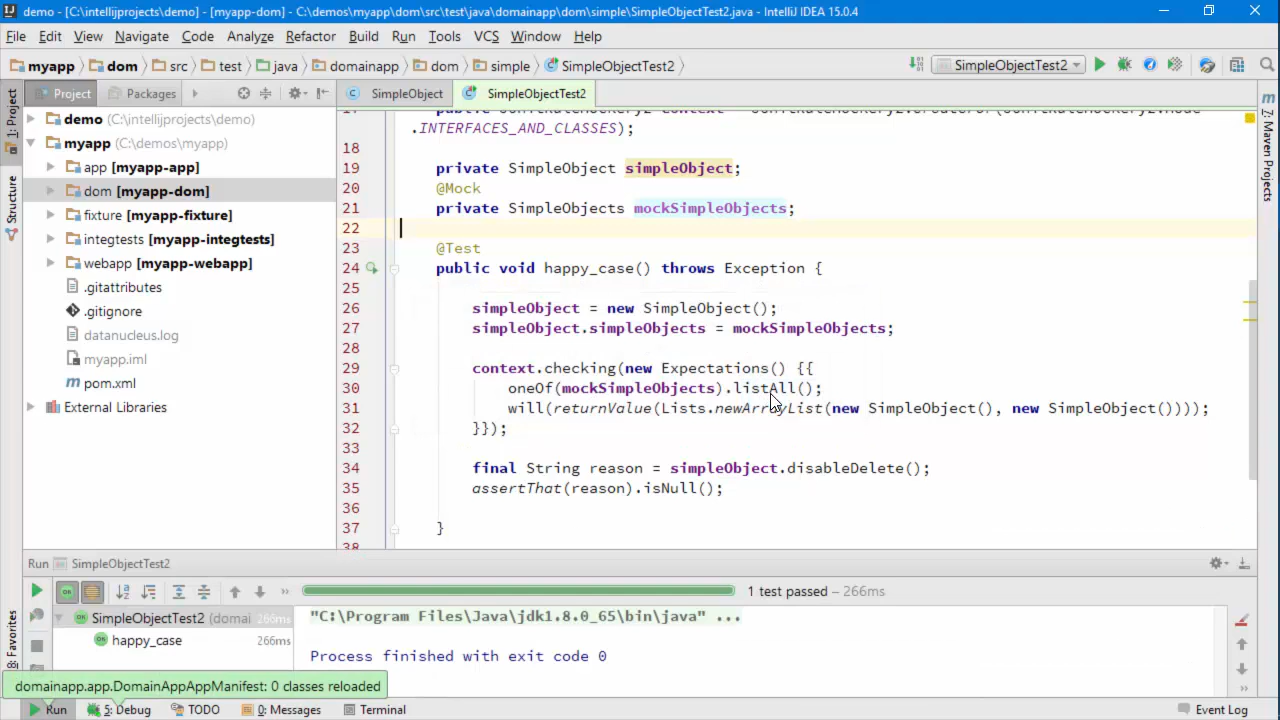 demo - [C:\intellijprojects\demo] - [myapp-dom] - C:\demos\myapp\dom\src\test\java\domainapp\dom\simple\SimpleObjectTest2.java - IntelliJ IDEA 15.0.4
File Edit View Navigate Code Analyze Refactor Build Run Tools VCS Window Help
myapp dom src test java domainapp dom simple SimpleObjectTest2 SimpleObjectTest2
1: Project
Structure
8: Favorites
Project Packages
demo (C:\intellijprojects\demo)
myapp (C:\demos\myapp)
app [myapp-app]
dom [myapp-dom]
fixture [myapp-fixture]
integtests [myapp-integtests]
webapp [myapp-webapp]
.gitattributes
.gitignore
datanucleus.log
myapp.iml
pom.xml
External Libraries
SimpleObject SimpleObjectTest2
.INTERFACES_AND_CLASSES);
18
19 private SimpleObject simpleObject;
20 @Mock
21 private SimpleObjects mockSimpleObjects;
22
23 @Test
24 public void happy_case() throws Exception {
25
26 simpleObject = new SimpleObject();
27 simpleObject.simpleObjects = mockSimpleObjects;
28
29 context.checking(new Expectations() {{
30 oneOf(mockSimpleObjects).listAll();
31 will(returnValue(Lists.newArrayList(new SimpleObject(), new SimpleObject())));
32 }});
33
34 final String reason = simpleObject.disableDelete();
35 assertThat(reason).isNull();
36
37 }
38
Maven Projects
Run SimpleObjectTest2
1 test passed – 266ms
SimpleObjectTest2 (domai 266ms
happy_case 266ms
"C:\Program Files\Java\jdk1.8.0_65\bin\java" ...
Process finished with exit code 0
domainapp.app.DomainAppAppManifest: 0 classes reloaded
Run 5: Debug TODO 0: Messages Terminal Event Log